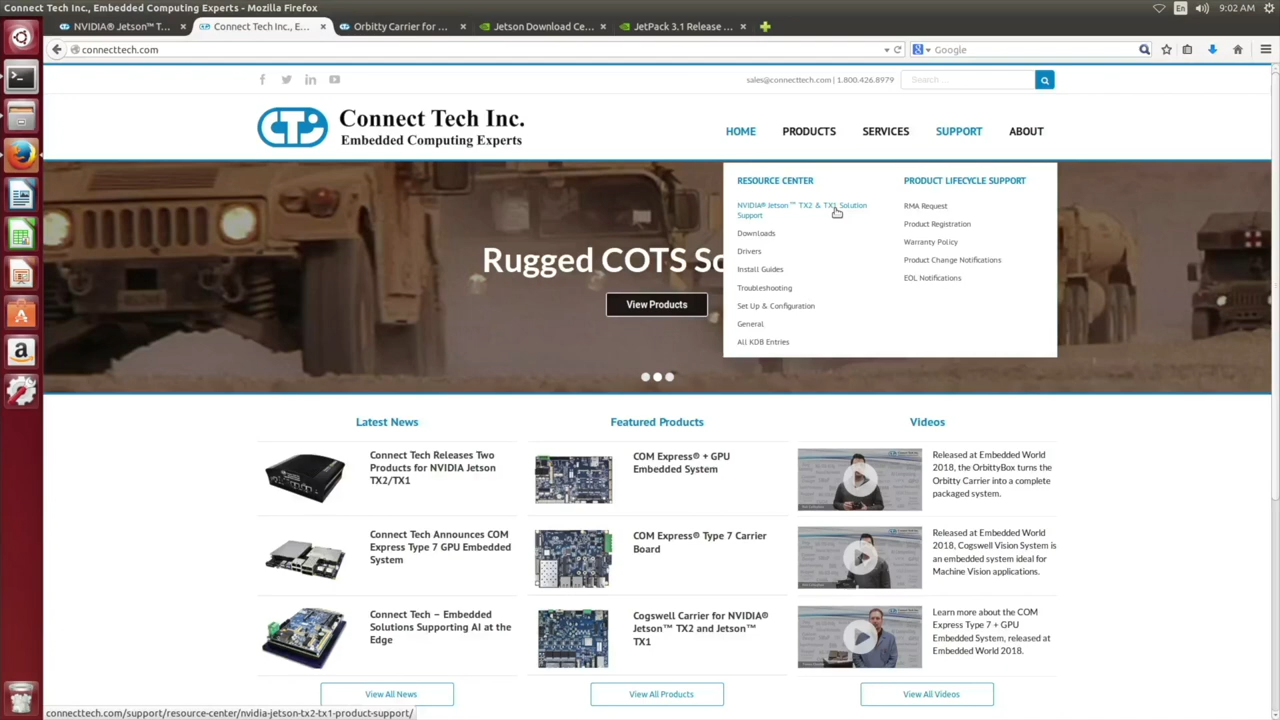 Connect Tech Inc., Embedded Computing Experts - Mozilla Firefox
En
9:02 AM
NVIDIA® Jetson™ T...
Connect Tech Inc., E...
Orbitty Carrier for ...
Jetson Download Ce...
JetPack 3.1 Release ...
connecttech.com
Google
sales@connecttech.com | 1.800.426.8979
Search ...
CTi
Connect Tech Inc.
Embedded Computing Experts
HOME
PRODUCTS
SERVICES
SUPPORT
ABOUT
RESOURCE CENTER
NVIDIA® Jetson™ TX2 & TX1 Solution
Support
Downloads
Drivers
Install Guides
Troubleshooting
Set Up & Configuration
General
All KDB Entries
PRODUCT LIFECYCLE SUPPORT
RMA Request
Product Registration
Warranty Policy
Product Change Notifications
EOL Notifications
Rugged COTS So
View Products
Latest News
Connect Tech Releases Two
Products for NVIDIA Jetson
TX2/TX1
Connect Tech Announces COM
Express Type 7 GPU Embedded
System
Connect Tech – Embedded
Solutions Supporting AI at the
Edge
View All News
Featured Products
COM Express® + GPU
Embedded System
COM Express® Type 7 Carrier
Board
Cogswell Carrier for NVIDIA®
Jetson™ TX2 and Jetson™
TX1
View All Products
Videos
Released at Embedded World
2018, the OrbittyBox turns the
Orbitty Carrier into a complete
packaged system.
Released at Embedded World
2018, Cogswell Vision System is
an embedded system ideal for
Machine Vision applications.
Learn more about the COM
Express Type 7 + GPU
Embedded System, released at
Embedded World 2018.
View All Videos
connecttech.com/support/resource-center/nvidia-jetson-tx2-tx1-product-support/